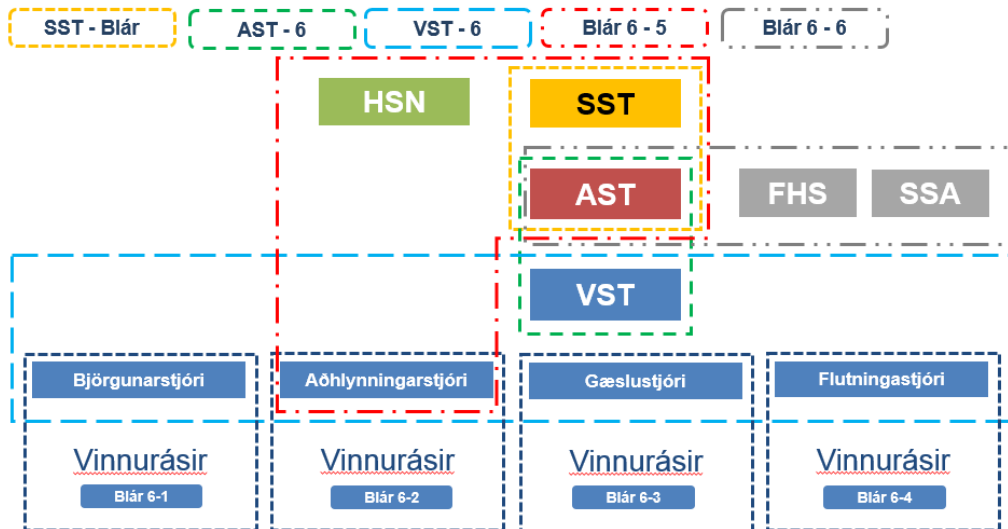 SST - Blár
AST - 6
VST - 6
Blár 6 - 5
Blár 6 - 6
HSN
SST
AST
FHS
SSA
VST
Björgunarstjóri
Aðhlynningarstjóri
Gæslustjóri
Flutningastjóri
Vinnurásir
Vinnurásir
Vinnurásir
Vinnurásir
Blár 6-1
Blár 6-2
Blár 6-3
Blár 6-4